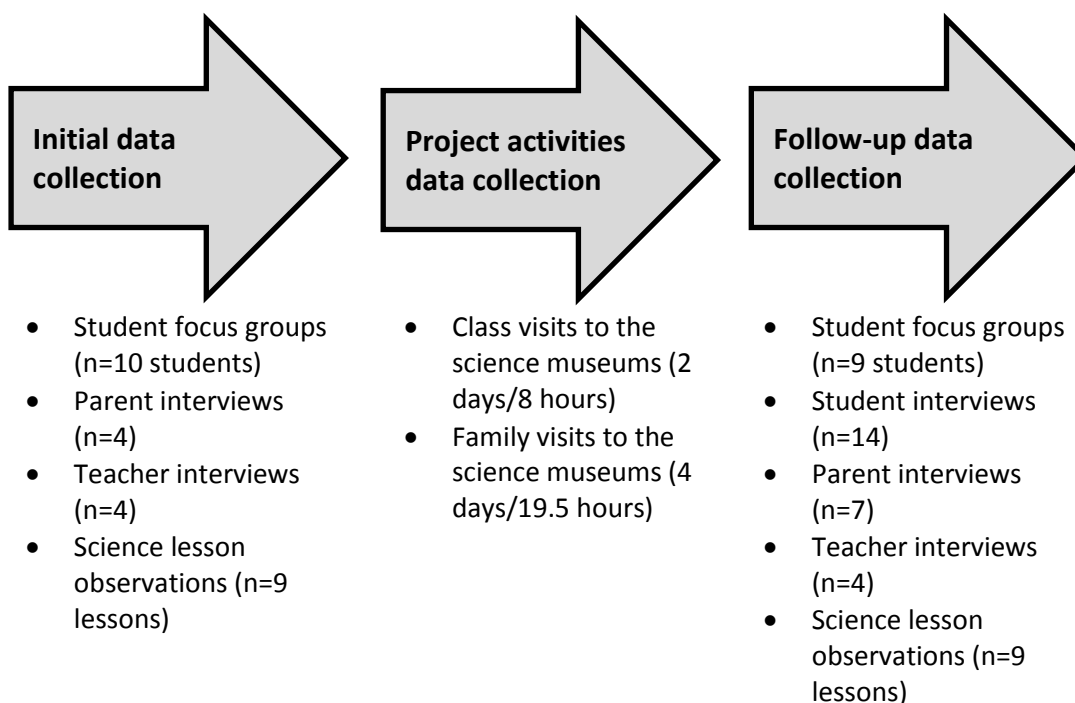 Initial data
collection
Project activities
data collection
Follow-up data
collection
• Student focus groups
(n=10 students)
• Parent interviews
(n=4)
• Teacher interviews
(n=4)
• Science lesson
observations (n=9
lessons)
• Class visits to the
science museums (2
days/8 hours)
• Family visits to the
science museums (4
days/19.5 hours)
• Student focus groups
(n=9 students)
• Student interviews
(n=14)
• Parent interviews
(n=7)
• Teacher interviews
(n=4)
• Science lesson
observations (n=9
lessons)